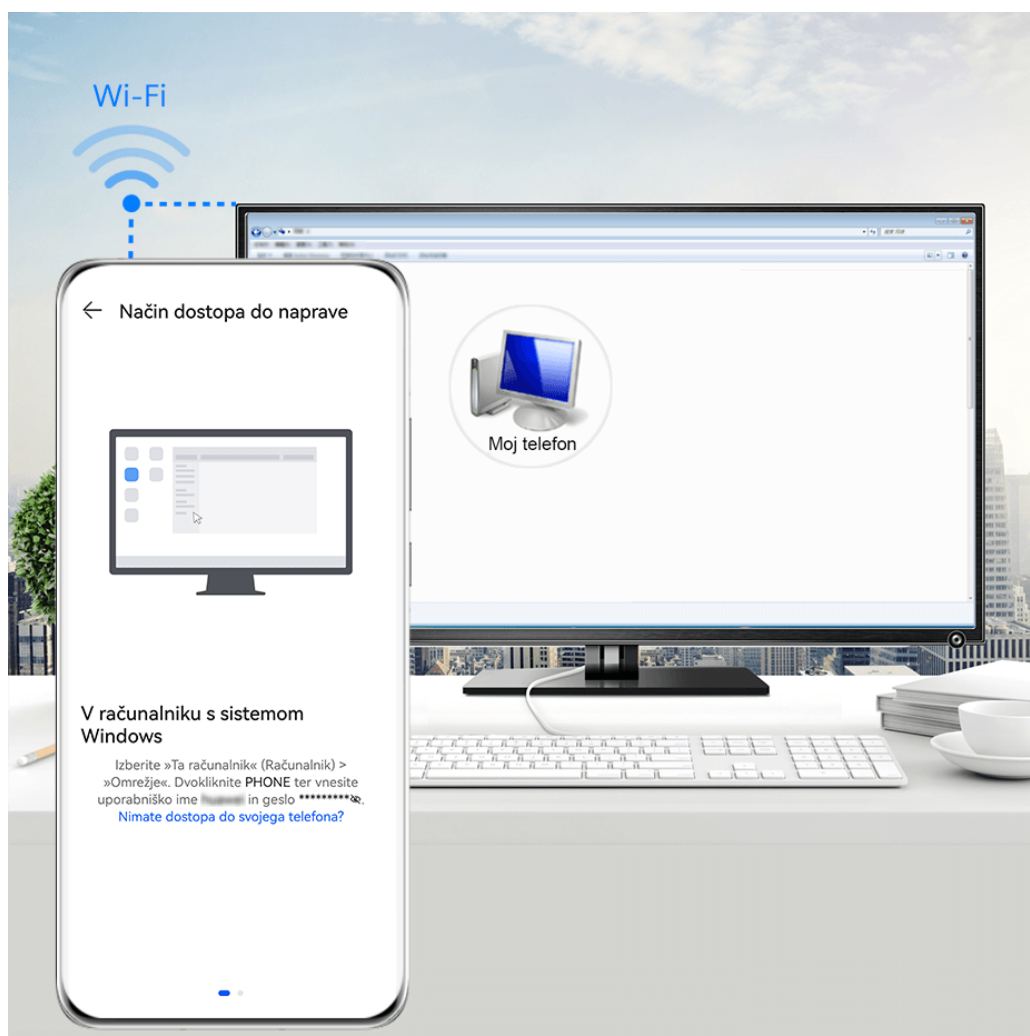 Wi-Fi
Način dostopa do naprave
Moj telefon
V računalniku s sistemom
Windows
Izberite »Ta računalnik« (Računalnik) >
»Omrežje«. Dvokliknite PHONE ter vnesite
uporabniško ime in geslo *********.
Nimate dostopa do svojega telefona?